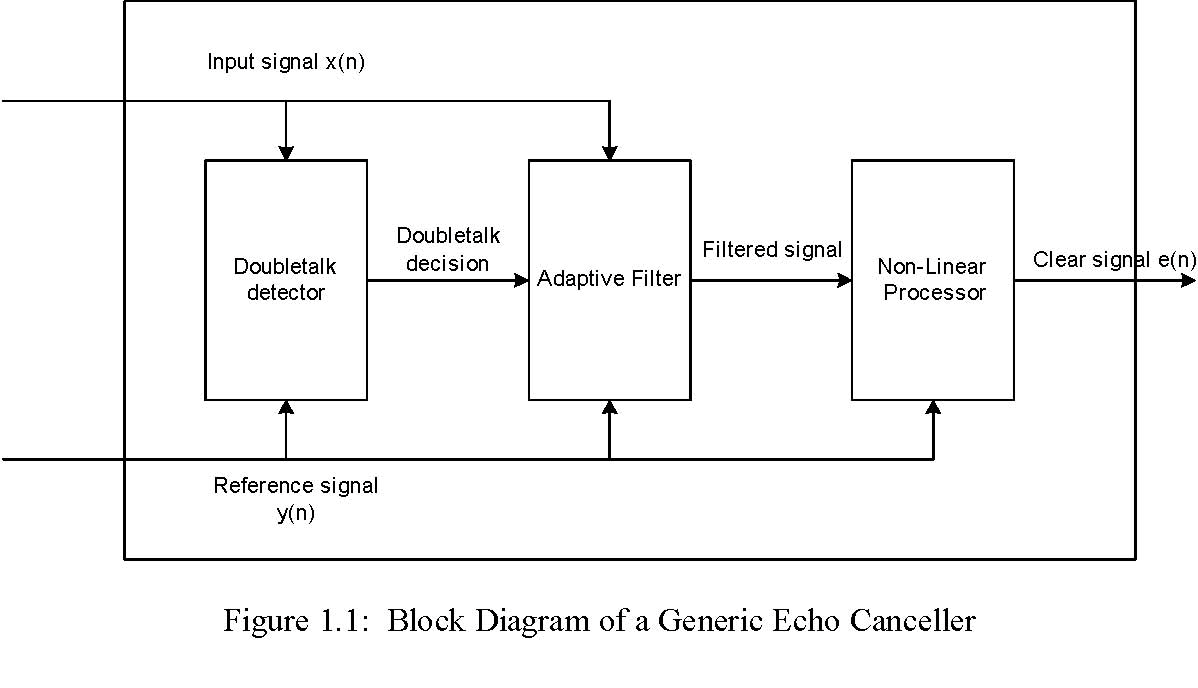 Input signal x(n)
Doubletalk
decision
Doubletalk
detector
Adaptive Filter
Filtered signal
Non-Linear
Processor
Clear signal e(n)
Reference signal
y(n)
Figure 1.1:  Block Diagram of a Generic Echo Canceller